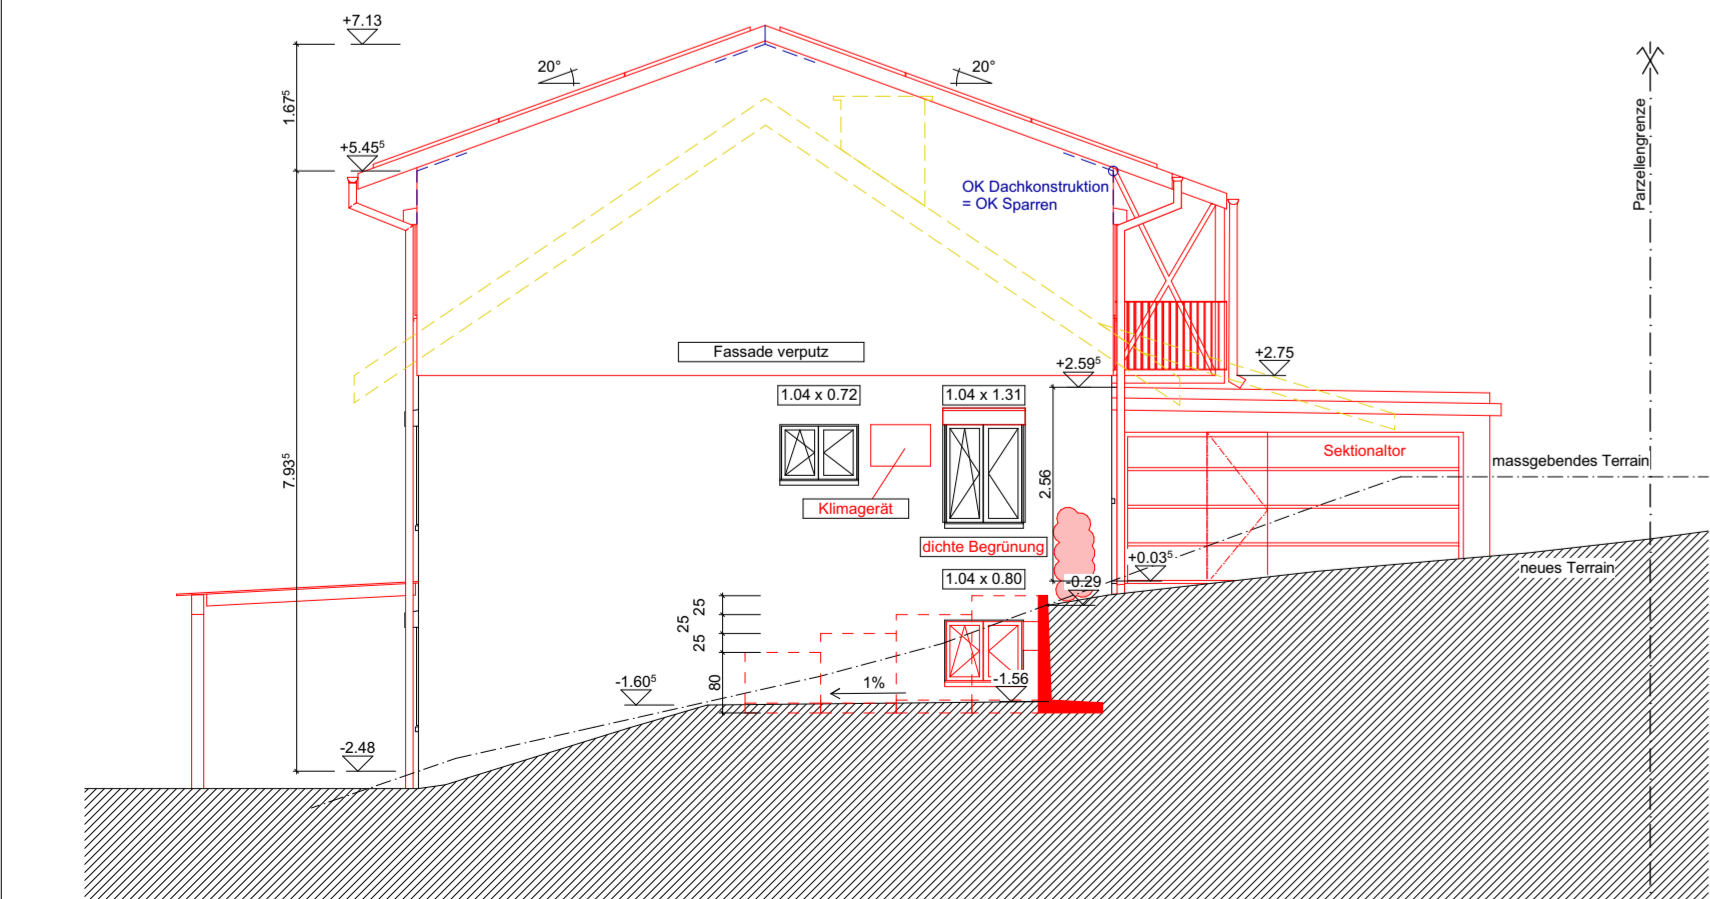 +7.13
20°
20°
1.67⁵
Parzellengrenze
+5.45⁵
OK Dachkonstruktion
= OK Sparren
Fassade verputz
+2.59⁵
+2.75
1.04 x 0.72
1.04 x 1.31
Sektionaltor
massgebendes Terrain
7.93⁵
2.56
Klimagerät
dichte Begrünung
+0.03⁵
neues Terrain
1.04 x 0.80
-0.29
25
25
25
80
-1.60⁵
1%
-1.56
-2.48